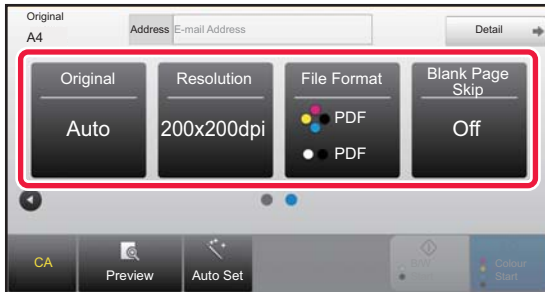 Original
A4
Address E-mail Address
Detail
Original
Auto
Resolution
200x200dpi
File Format
PDF
PDF
Blank Page
Skip
Off
CA
Preview
Auto Set
B/W
Start
Colour
Start